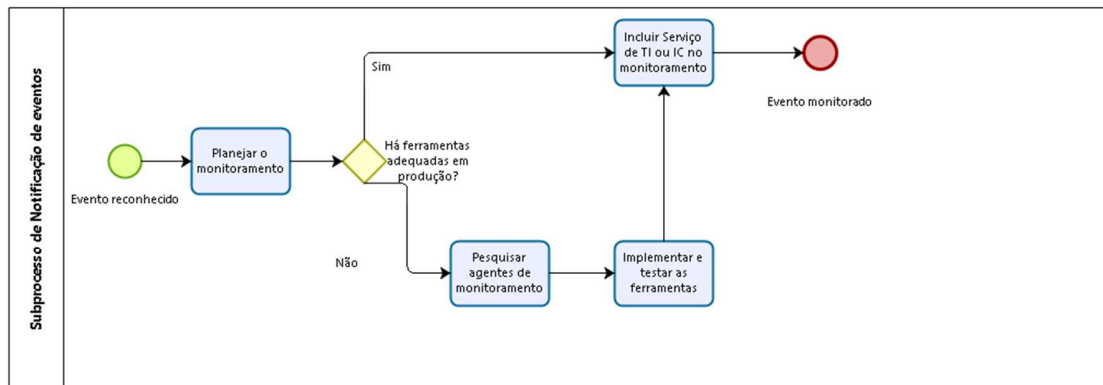 Subprocesso de Notificação de eventos
Evento reconhecido
Planejar o
monitoramento
Há ferramentas
adequadas em
produção?
Sim
Incluir Serviço
de TI ou IC no
monitoramento
Evento monitorado
Não
Pesquisar
agentes de
monitoramento
Implementar e
testar as
ferramentas